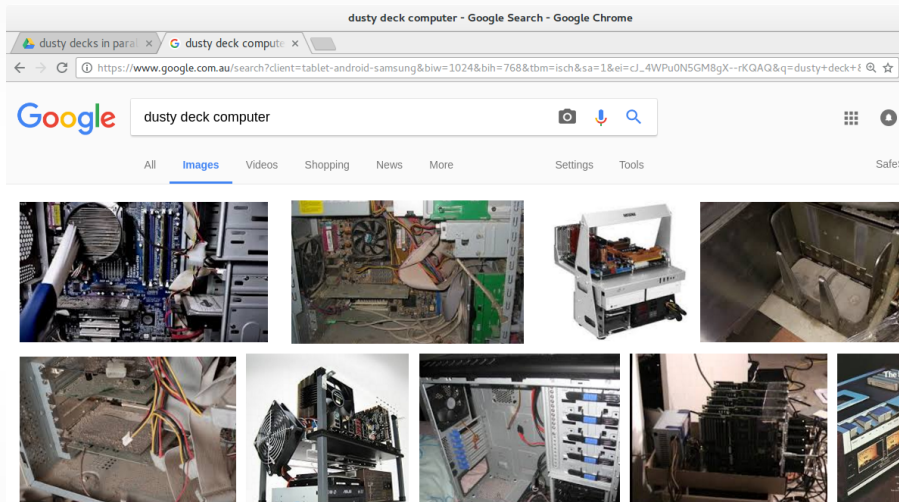 dusty deck computer - Google Search - Google Chrome
dusty decks in paral
dusty deck compute
https://www.google.com.au/search?client=tablet-android-samsung&biw=1024&bih=768&tbm=isch&sa=1&ei=cJ_4WPu0N5GM8gX--rKQAQ&q=dusty+deck+
Google
dusty deck computer
All Images Videos Shopping News More Settings Tools SafeS